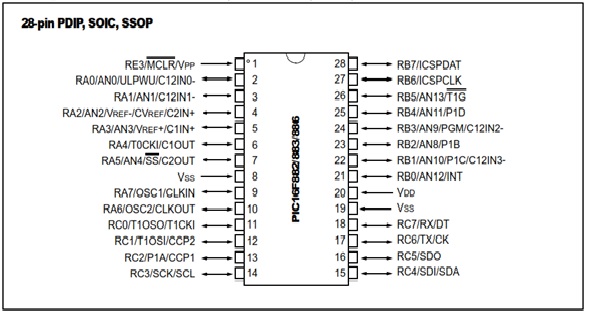 28-pin PDIP, SOIC, SSOP
RE3/MCLR/VPP 1 28 RB7/ICSPDAT
RA0/AN0/ULPWU/C12IN0- 2 27 RB6/ICSPCLK
RA1/AN1/C12IN1- 3 26 RB5/AN13/T1G
RA2/AN2/VREF-/CVREF/C2IN+ 4 25 RB4/AN11/P1D
RA3/AN3/VREF+/C1IN+ 5 24 RB3/AN9/PGM/C12IN2-
RA4/T0CKI/C1OUT 6 23 RB2/AN8/P1B
RA5/AN4/SS/C2OUT 7 22 RB1/AN10/P1C/C12IN3-
VSS 8 21 RB0/AN12/INT
RA7/OSC1/CLKIN 9 20 VDD
RA6/OSC2/CLKOUT 10 19 VSS
RC0/T1OSO/T1CKI 11 18 RC7/RX/DT
RC1/T1OSI/CCP2 12 17 RC6/TX/CK
RC2/P1A/CCP1 13 16 RC5/SDO
RC3/SCK/SCL 14 15 RC4/SDI/SDA
PIC16F882/883/886